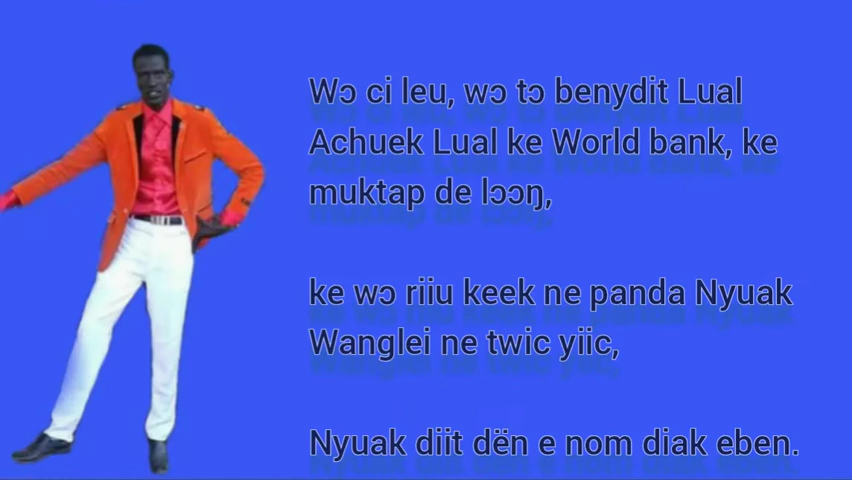 Wɔ ci leu, wɔ tɔ benydit Lual
Achuek Lual ke World bank, ke
muktap de lɔɔŋ,
ke wɔ riiu keek ne panda Nyuak
Wanglei ne twic yiic,
Nyuak diit dën e nom diak eben.